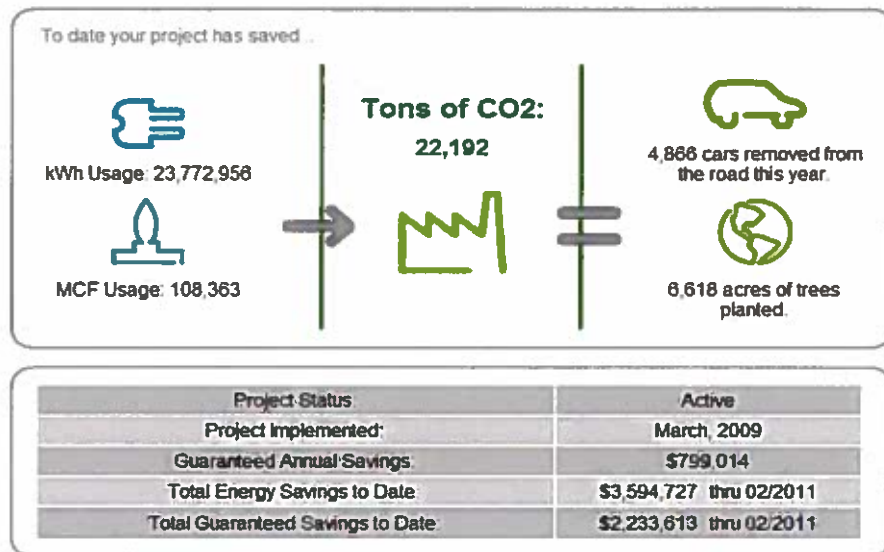 To date your project has saved ...
kWh Usage: 23,772,956
MCF Usage: 108,363
Tons of CO2:
22,192
4,866 cars removed from
the road this year.
6,618 acres of trees
planted.
Project Status Active
Project Implemented: March, 2009
Guaranteed Annual Savings: $799,014
Total Energy Savings to Date: $3,594,727 thru 02/2011
Total Guaranteed Savings to Date: $2,233,613 thru 02/2011